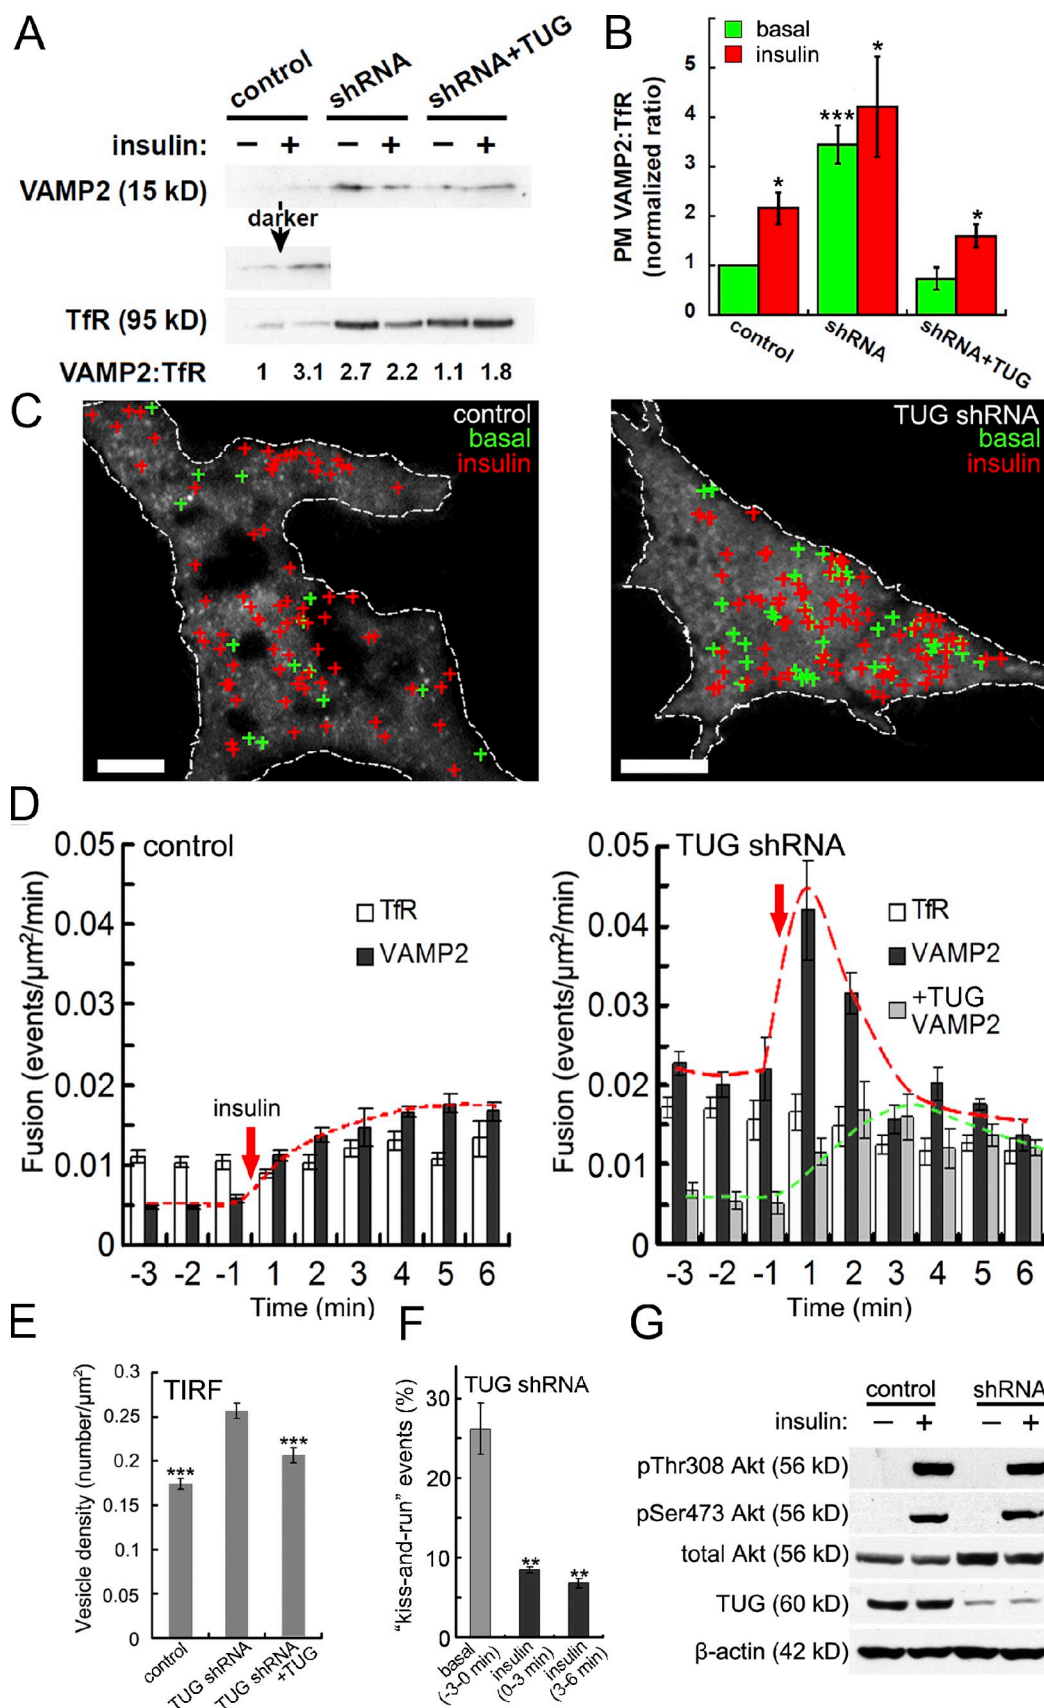 A
control
shRNA
shRNA+TUG
insulin: − + − + − +
VAMP2 (15 kD)
darker
TfR (95 kD)
VAMP2:TfR 1 3.1 2.7 2.2 1.1 1.8
B
basal
insulin
PM VAMP2:TfR
(normalized ratio)
5
4
3
2
1
0
*
***
*
*
control
shRNA
shRNA+TUG
C
control
basal
insulin
TUG shRNA
basal
insulin
D
control
Fusion (events/µm²/min)
0.05
0.04
0.03
0.02
0.01
0
TfR
VAMP2
insulin
-3 -2 -1 1 2 3 4 5 6
Time (min)
TUG shRNA
Fusion (events/µm²/min)
0.05
0.04
0.03
0.02
0.01
0
TfR
VAMP2
+TUG
VAMP2
-3 -2 -1 1 2 3 4 5 6
Time (min)
E
TIRF
Vesicle density (number/µm²)
0.3
0.25
0.2
0.15
0.1
0.05
0
***
***
control
TUG shRNA
TUG shRNA
+TUG
F
TUG shRNA
“kiss-and-run” events (%)
30
20
10
0
**
**
basal
(-3-0 min)
insulin
(0-3 min)
insulin
(3-6 min)
G
control shRNA
insulin: − + − +
pThr308 Akt (56 kD)
pSer473 Akt (56 kD)
total Akt (56 kD)
TUG (60 kD)
β-actin (42 kD)